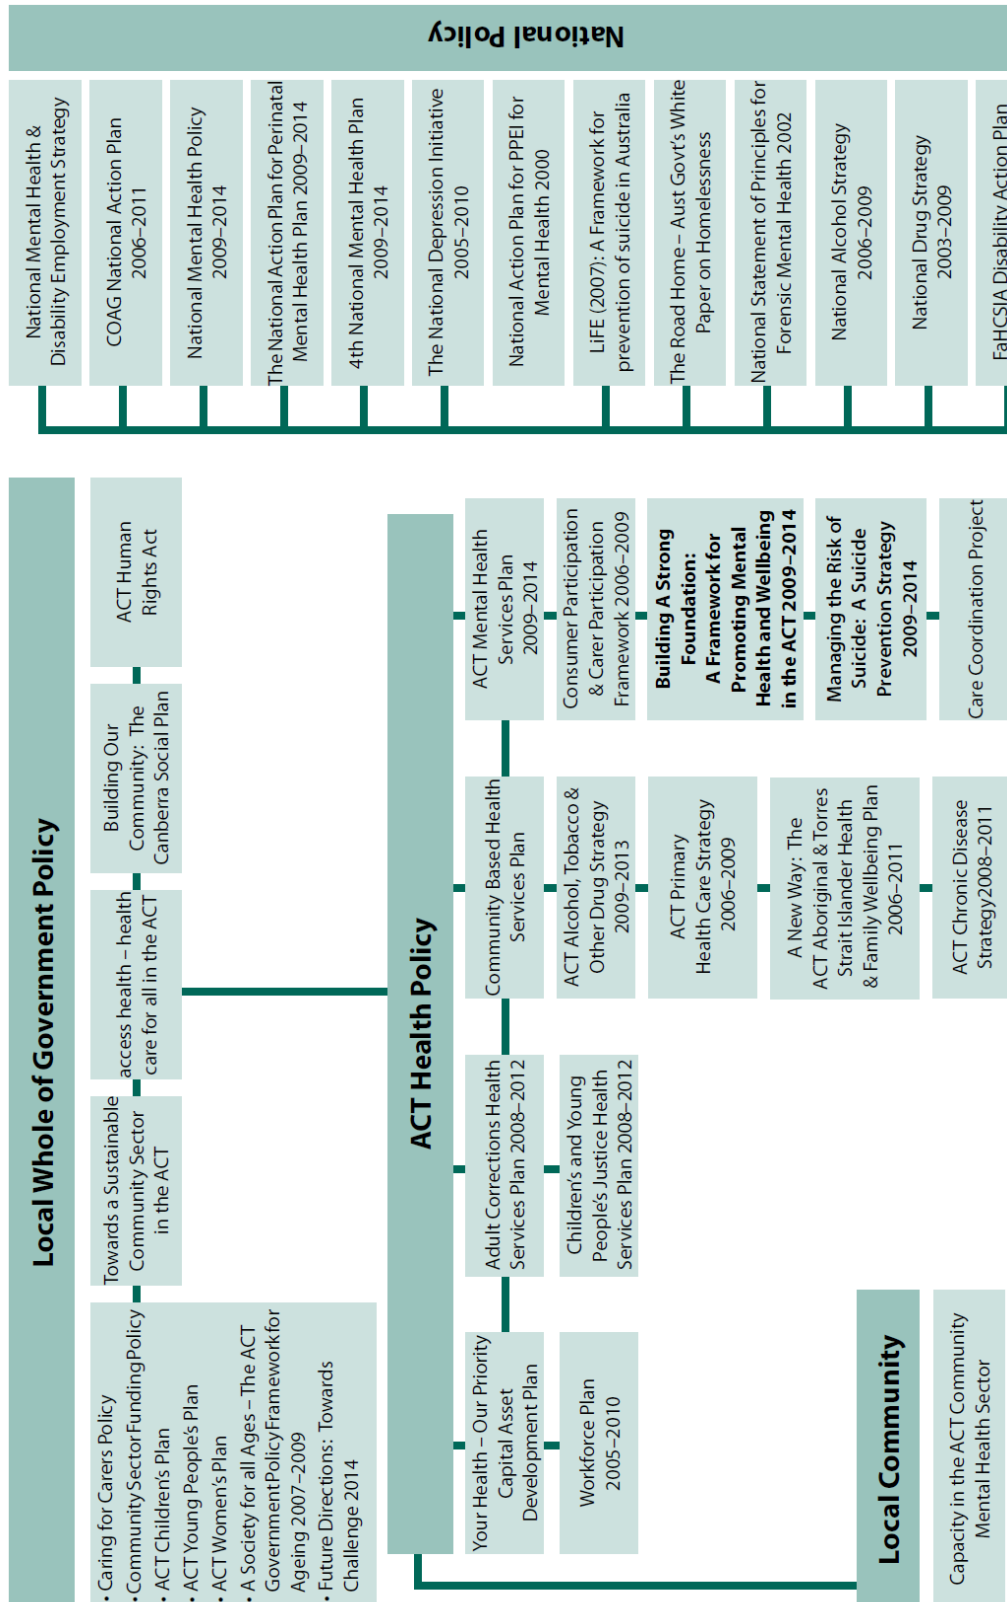 Local Whole of Government Policy
• Caring for Carers Policy
• Community Sector Funding Policy
• ACT Children's Plan
• ACT Young People's Plan
• ACT Women's Plan
• A Society for all Ages – The ACT
Government Policy Framework for
Ageing 2007–2009
• Future Directions: Towards
Challenge 2014
Towards a Sustainable
Community Sector
in the ACT
access health – health
care for all in the ACT
Building Our
Community: The
Canberra Social Plan
ACT Human
Rights Act
ACT Health Policy
Your Health – Our Priority
Capital Asset
Development Plan
Workforce Plan
2005–2010
Adult Corrections Health
Services Plan 2008–2012
Children's and Young
People's Justice Health
Services Plan 2008–2012
Community Based Health
Services Plan
ACT Alcohol, Tobacco &
Other Drug Strategy
2009–2013
ACT Primary
Health Care Strategy
2006–2009
A New Way: The
ACT Aboriginal & Torres
Strait Islander Health
& Family Wellbeing Plan
2006–2011
ACT Chronic Disease
Strategy2008–2011
ACT Mental Health
Services Plan
2009–2014
Consumer Participation
& Carer Participation
Framework 2006–2009
Building A Strong
Foundation:
A Framework for
Promoting Mental
Health and Wellbeing
in the ACT 2009–2014
Managing the Risk of
Suicide: A Suicide
Prevention Strategy
2009–2014
Care Coordination Project
Local Community
Capacity in the ACT Community
Mental Health Sector
National Policy
National Mental Health &
Disability Employment Strategy
COAG National Action Plan
2006–2011
National Mental Health Policy
2009–2014
The National Action Plan for Perinatal
Mental Health Plan 2009–2014
4th National Mental Health Plan
2009–2014
The National Depression Initiative
2005–2010
National Action Plan for PPEI for
Mental Health 2000
LiFE (2007): A Framework for
prevention of suicide in Australia
The Road Home – Aust Govt's White
Paper on Homelessness
National Statement of Principles for
Forensic Mental Health 2002
National Alcohol Strategy
2006–2009
National Drug Strategy
2003–2009
FaHCSIA Disability Action Plan